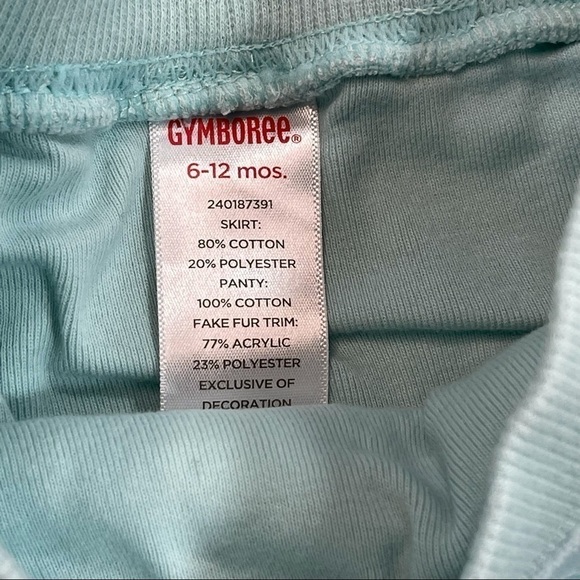 GYMBORee®
6-12 mos.
240187391
SKIRT:
80% COTTON
20% POLYESTER
PANTY:
100% COTTON
FAKE FUR TRIM:
77% ACRYLIC
23% POLYESTER
EXCLUSIVE OF
DECORATION